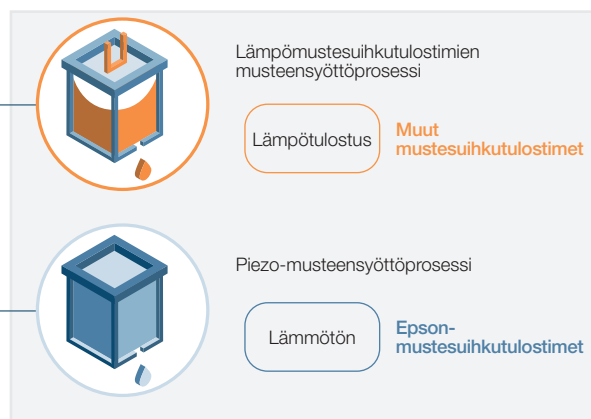 Lämpömustesuihkutulostimien
musteensyöttöprosessi
Lämpötulostus
Muut
mustesuihkutulostimet
Piezo-musteensyöttöprosessi
Lämmötön
Epson-
mustesuihkutulostimet